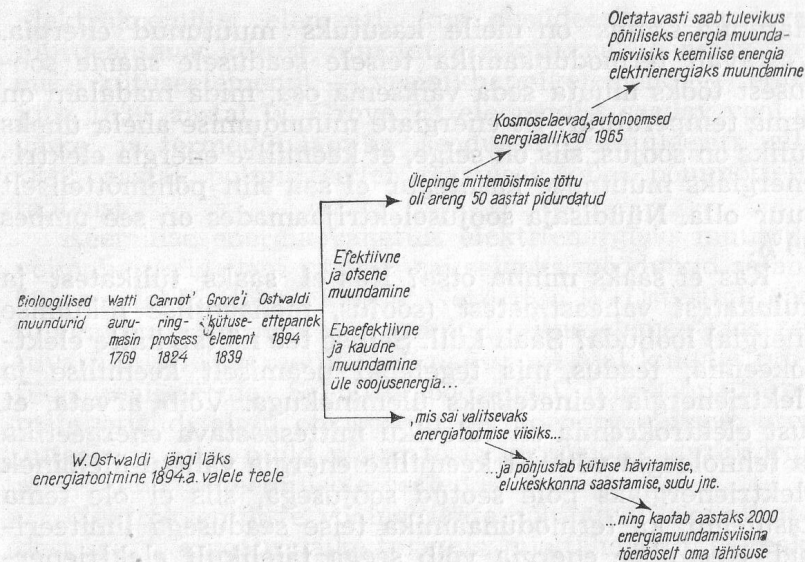 Oletatavasti saab tulevikus
põhiliseks energia muunda-
misviisiks keemilise energia
elektrienergiaks muundamine
Kosmoselaevad, autonoomsed
energiaallikad 1965
Ülepinge mittemõistmise tõttu
oli areng 50 aastat pidurdatud
Efektiivne
ja otsene
muundamine
Bioloogilised Watti Carnot' Grove'i Ostwaldi
muundurid auru- ring- kütuse- ettepanek
masin protsess element 1894
1769 1824 1839
Ebaefektiivne
ja kaudne
muundamine
üle soojusenergia...
, mis sai valitsevaks
energiatootmise viisiks...
W. Ostwaldi järgi läks
energiatootmine 1894.a. valele teele
ja põhjustab kütuse hävitamise,
elukeskkonna saastamise, sudu jne.
...ning kaotab aastaks 2000
energiamuundamisviisina
tõenäoselt oma tähtsuse